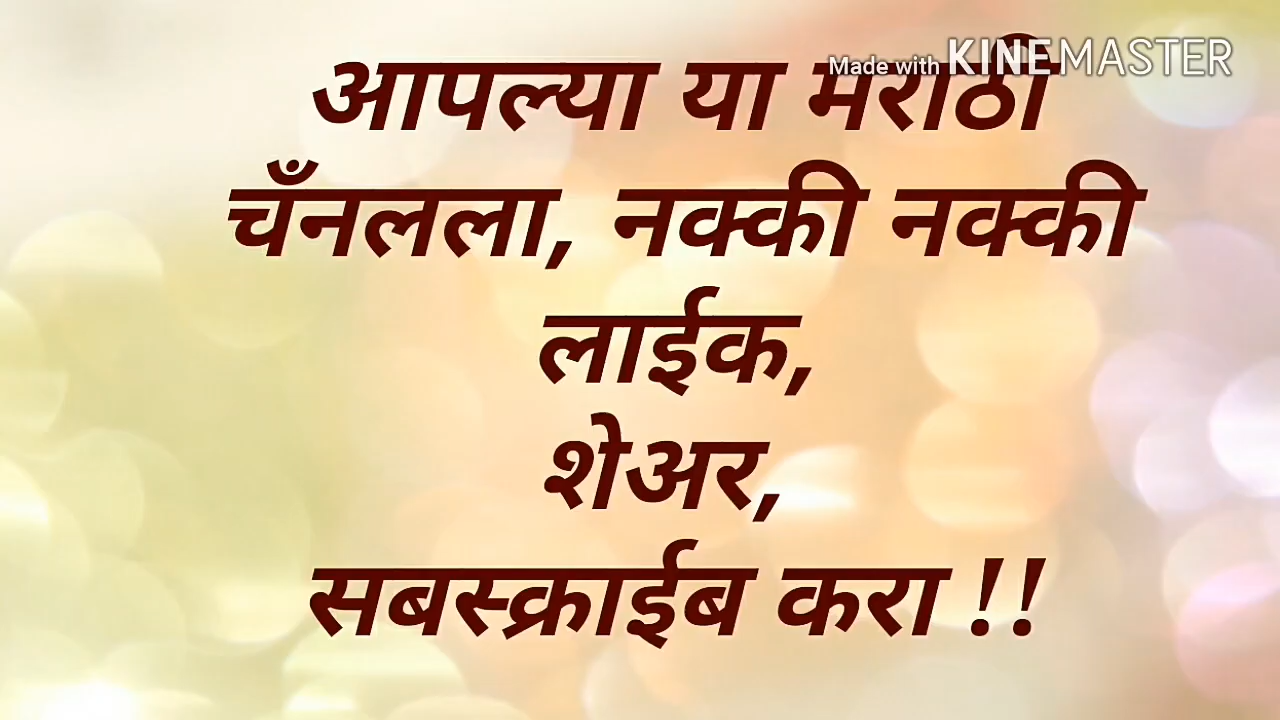 Made with KINEMASTER
आपल्या या मराठी
चँनलला, नक्की नक्की
लाईक,
शेअर,
सबस्क्राईब करा !!